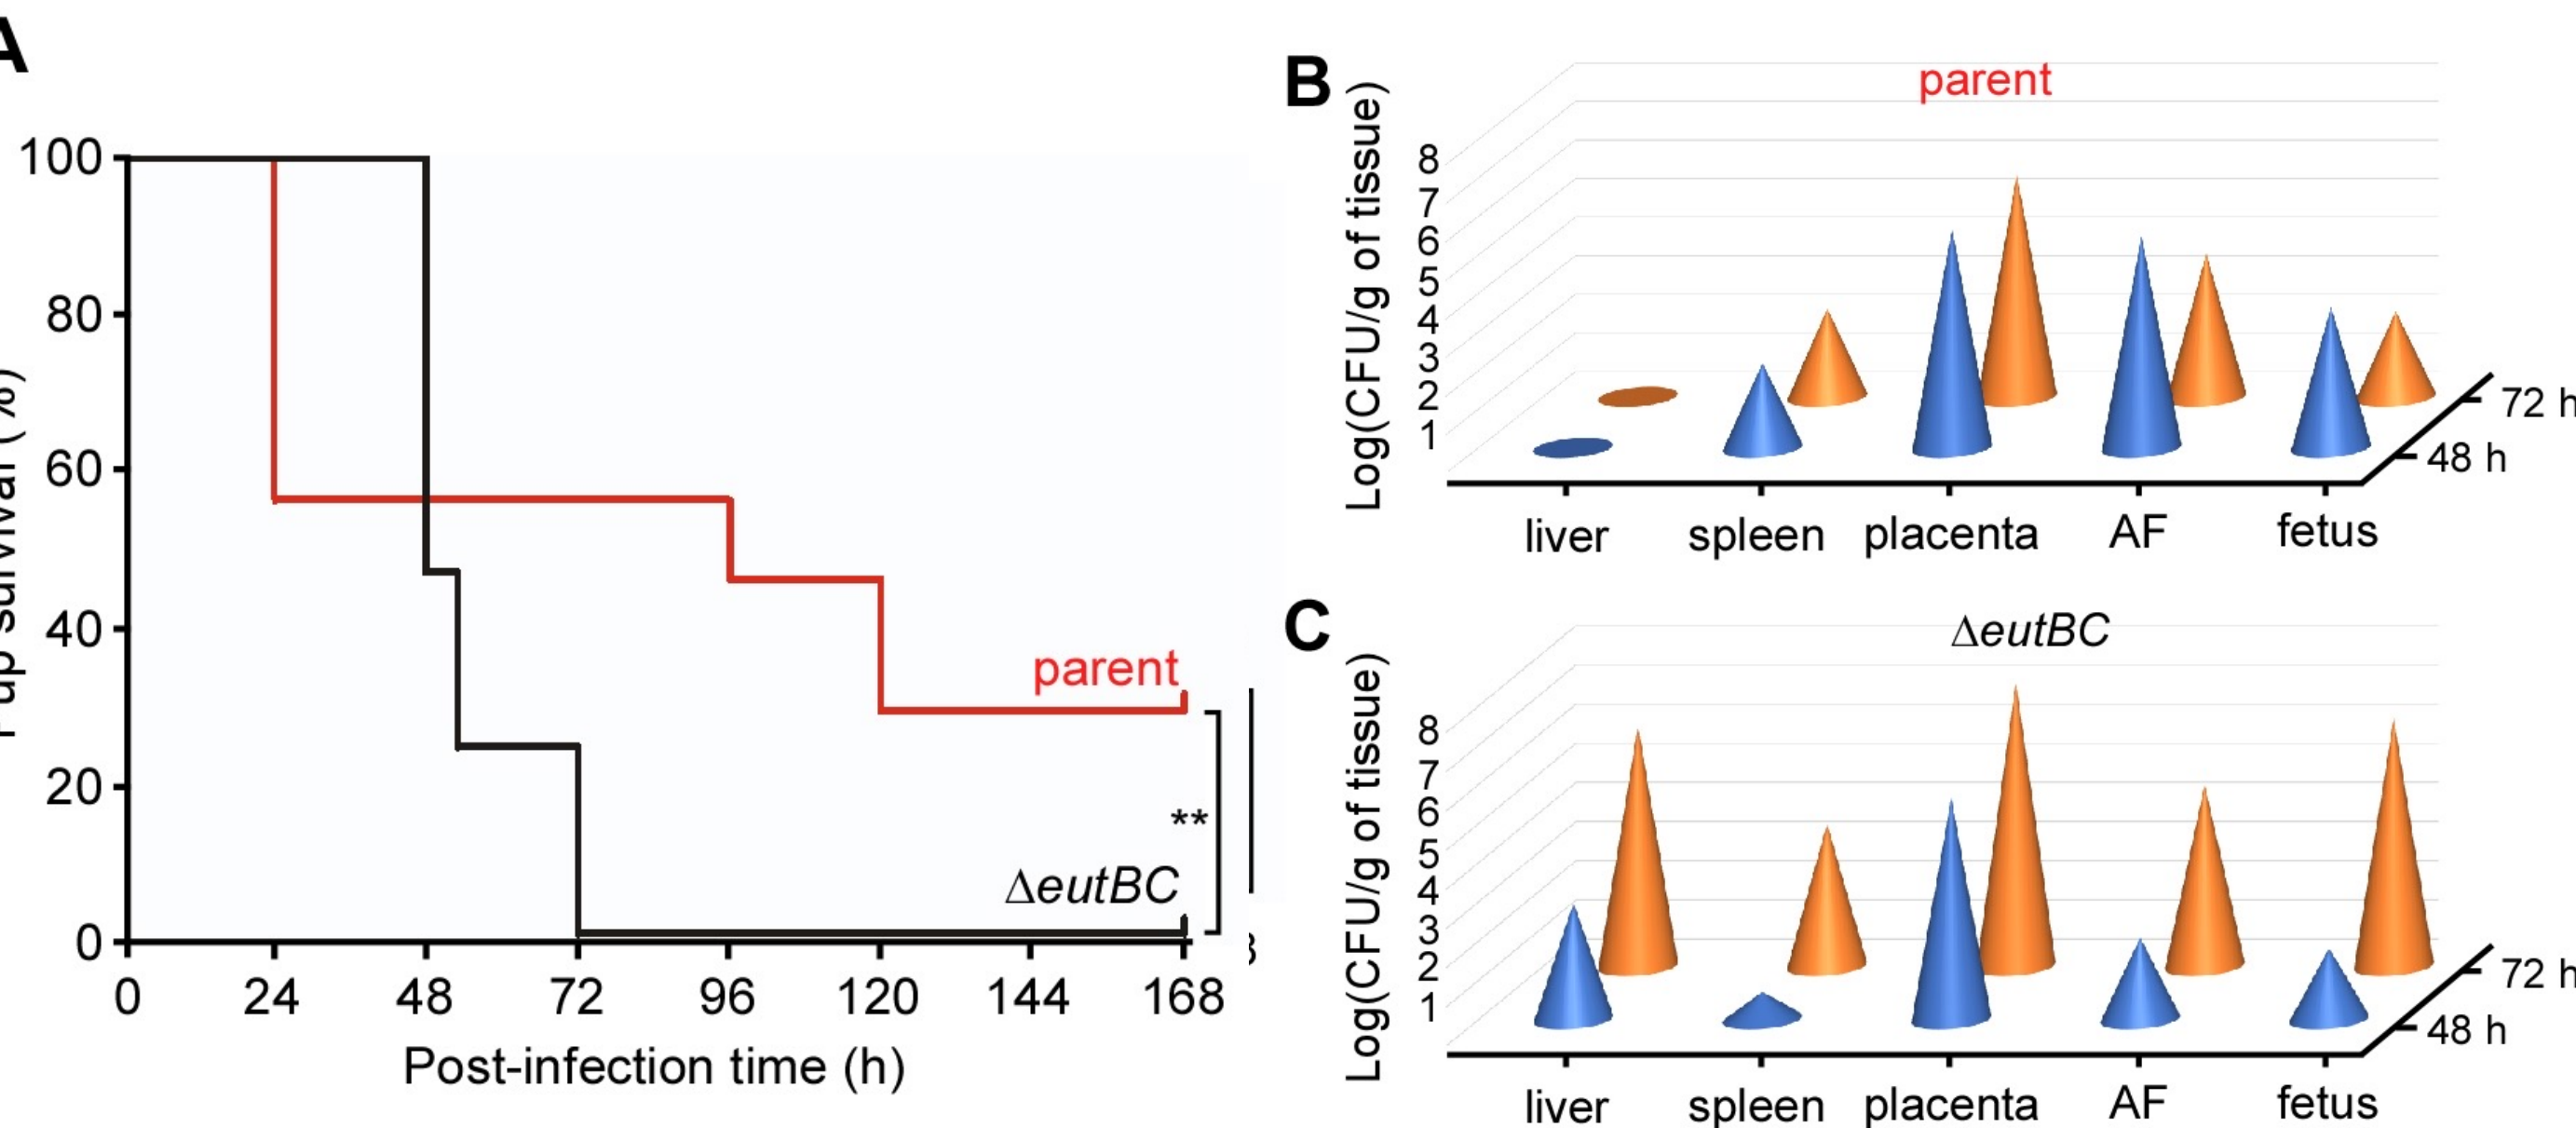 A
100
80
60
40
20
0
survival (%)
0 24 48 72 96 120 144 168
Post-infection time (h)
parent
**
ΔeutBC
B
parent
Log(CFU/g of tissue)
8
7
6
5
4
3
2
1
72 h
48 h
liver spleen placenta AF fetus
C
ΔeutBC
Log(CFU/g of tissue)
8
7
6
5
4
3
2
1
72 h
48 h
liver spleen placenta AF fetus